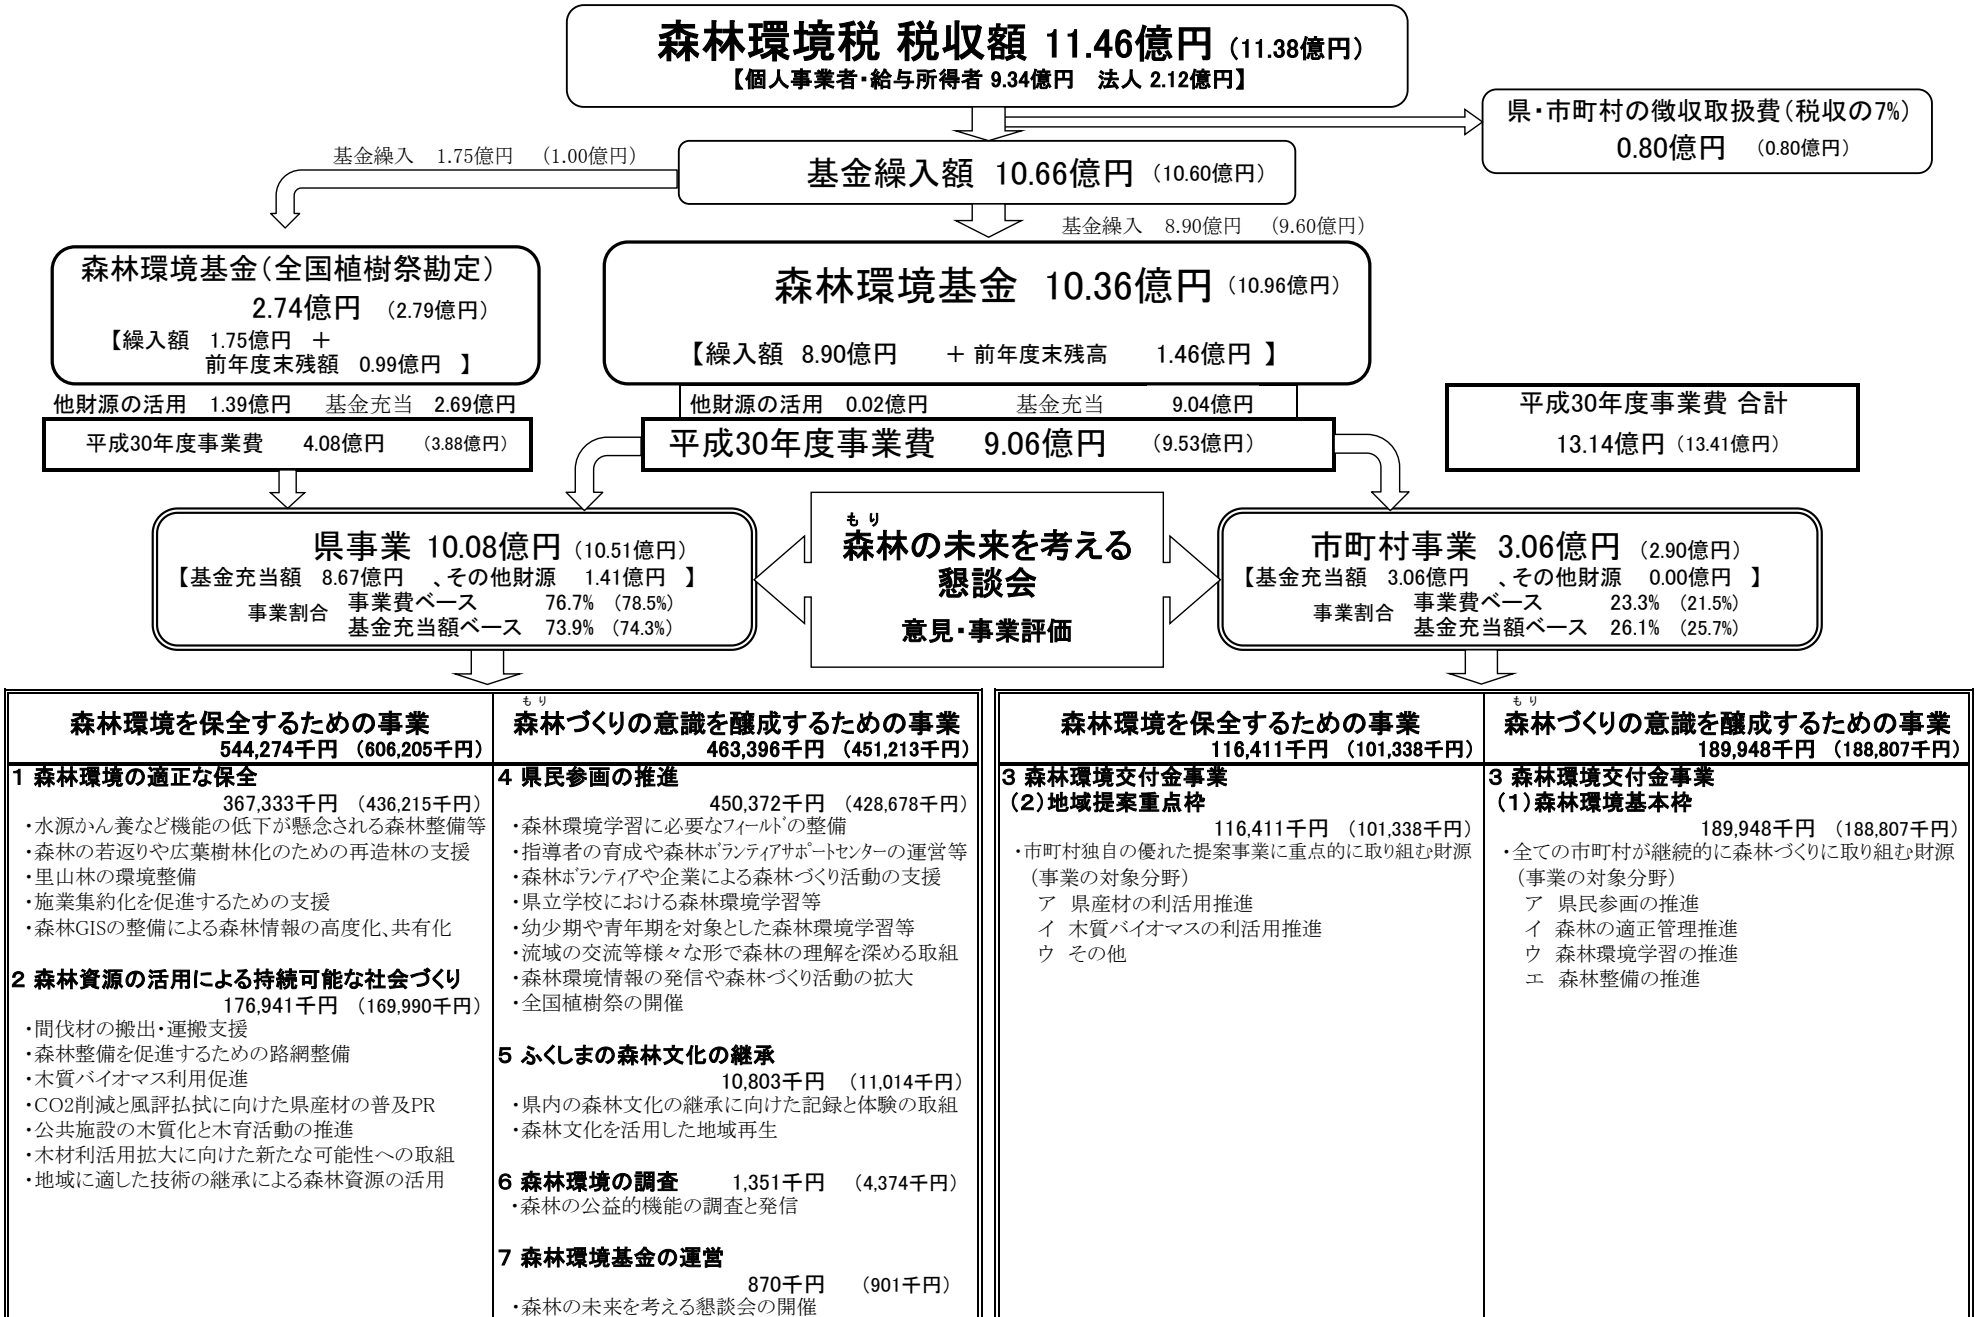 森林環境税 税収額 11.46億円 (11.38億円)
【個人事業者・給与所得者 9.34億円　法人 2.12億円】
県・市町村の徴収取扱費(税収の7%)
0.80億円　(0.80億円)
基金繰入　1.75億円　(1.00億円)
基金繰入額 10.66億円 (10.60億円)
基金繰入　8.90億円　(9.60億円)
森林環境基金(全国植樹祭勘定)
2.74億円　(2.79億円)
【繰入額　1.75億円　＋
前年度末残額　0.99億円　】
森林環境基金 10.36億円 (10.96億円)
【繰入額　8.90億円　＋ 前年度末残高　1.46億円 】
他財源の活用　1.39億円　基金充当　2.69億円
平成30年度事業費　4.08億円　(3.88億円)
他財源の活用　0.02億円　基金充当　9.04億円
平成30年度事業費　9.06億円　(9.53億円)
平成30年度事業費 合計
13.14億円 (13.41億円)
県事業 10.08億円 (10.51億円)
【基金充当額　8.67億円　、その他財源　1.41億円　】
事業割合　事業費ベース　76.7%　(78.5%)
基金充当額ベース　73.9%　(74.3%)
もり
森林の未来を考える
懇談会
意見・事業評価
市町村事業 3.06億円 (2.90億円)
【基金充当額　3.06億円　、その他財源　0.00億円　】
事業割合　事業費ベース　23.3%　(21.5%)
基金充当額ベース　26.1%　(25.7%)
森林環境を保全するための事業
544,274千円　(606,205千円)
1 森林環境の適正な保全
367,333千円　(436,215千円)
・水源かん養など機能の低下が懸念される森林整備等
・森林の若返りや広葉樹林化のための再造林の支援
・里山林の環境整備
・施業集約化を促進するための支援
・森林GISの整備による森林情報の高度化、共有化
2 森林資源の活用による持続可能な社会づくり
176,941千円　(169,990千円)
・間伐材の搬出・運搬支援
・森林整備を促進するための路網整備
・木質バイオマス利用促進
・CO2削減と風評払拭に向けた県産材の普及PR
・公共施設の木質化と木育活動の推進
・木材利活用拡大に向けた新たな可能性への取組
・地域に適した技術の継承による森林資源の活用
もり
森林づくりの意識を醸成するための事業
463,396千円　(451,213千円)
4 県民参画の推進
450,372千円　(428,678千円)
・森林環境学習に必要なﾌｨｰﾙﾄﾞの整備
・指導者の育成や森林ﾎﾞﾗﾝﾃｨｱｻﾎﾟｰﾄｾﾝﾀｰの運営等
・森林ﾎﾞﾗﾝﾃｨｱや企業による森林づくり活動の支援
・県立学校における森林環境学習等
・幼少期や青年期を対象とした森林環境学習等
・流域の交流等様々な形で森林の理解を深める取組
・森林環境情報の発信や森林づくり活動の拡大
・全国植樹祭の開催
5 ふくしまの森林文化の継承
10,803千円　(11,014千円)
・県内の森林文化の継承に向けた記録と体験の取組
・森林文化を活用した地域再生
6 森林環境の調査　1,351千円　(4,374千円)
・森林の公益的機能の調査と発信
7 森林環境基金の運営
870千円　(901千円)
・森林の未来を考える懇談会の開催
森林環境を保全するための事業
116,411千円　(101,338千円)
3 森林環境交付金事業
(2)地域提案重点枠
116,411千円　(101,338千円)
・市町村独自の優れた提案事業に重点的に取り組む財源
(事業の対象分野)
ア　県産材の利活用推進
イ　木質バイオマスの利活用推進
ウ　その他
もり
森林づくりの意識を醸成するための事業
189,948千円　(188,807千円)
3 森林環境交付金事業
(1)森林環境基本枠
189,948千円　(188,807千円)
・全ての市町村が継続的に森林づくりに取り組む財源
(事業の対象分野)
ア　県民参画の推進
イ　森林の適正管理推進
ウ　森林環境学習の推進
エ　森林整備の推進